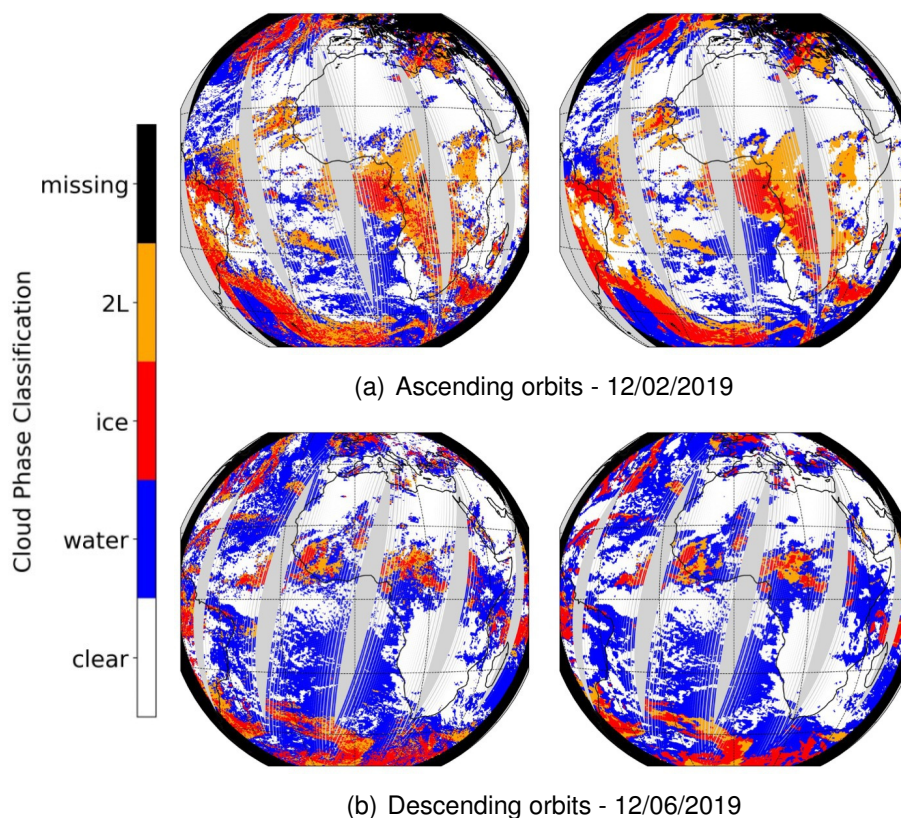 Cloud Phase Classification
missing
2L
ice
water
clear
(a) Ascending orbits - 12/02/2019
(b) Descending orbits - 12/06/2019